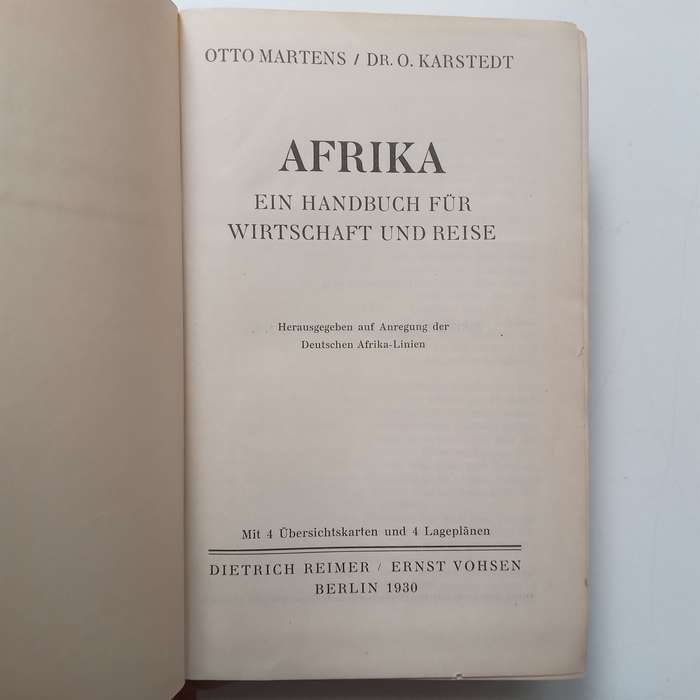 OTTO MARTENS / DR. O. KARSTEDT
AFRIKA
EIN HANDBUCH FÜR
WIRTSCHAFT UND REISE
Herausgegeben auf Anregung der
Deutschen Afrika-Linien
Mit 4 Übersichtskarten und 4 Lageplänen
DIETRICH REIMER / ERNST VOHSEN
BERLIN 1930